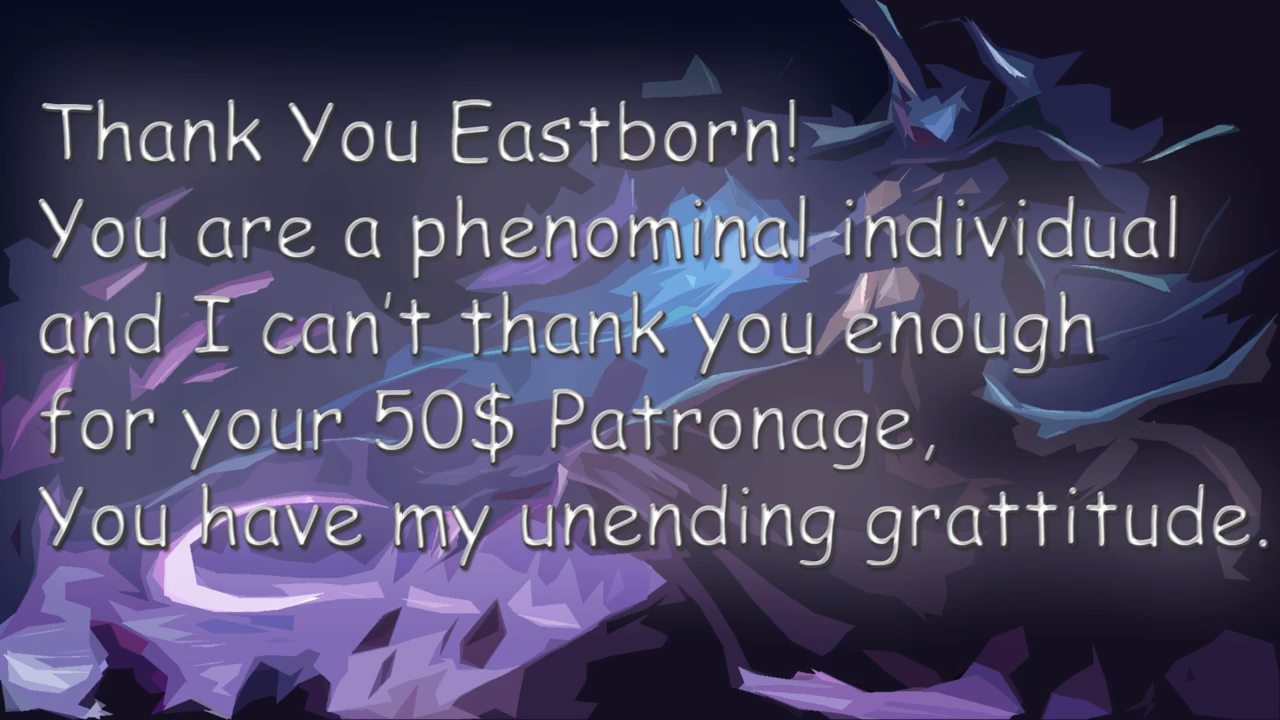 Thank You Eastborn!
You are a phenominal individual
and I can't thank you enough
for your 50$ Patronage,
You have my unending grattitude.